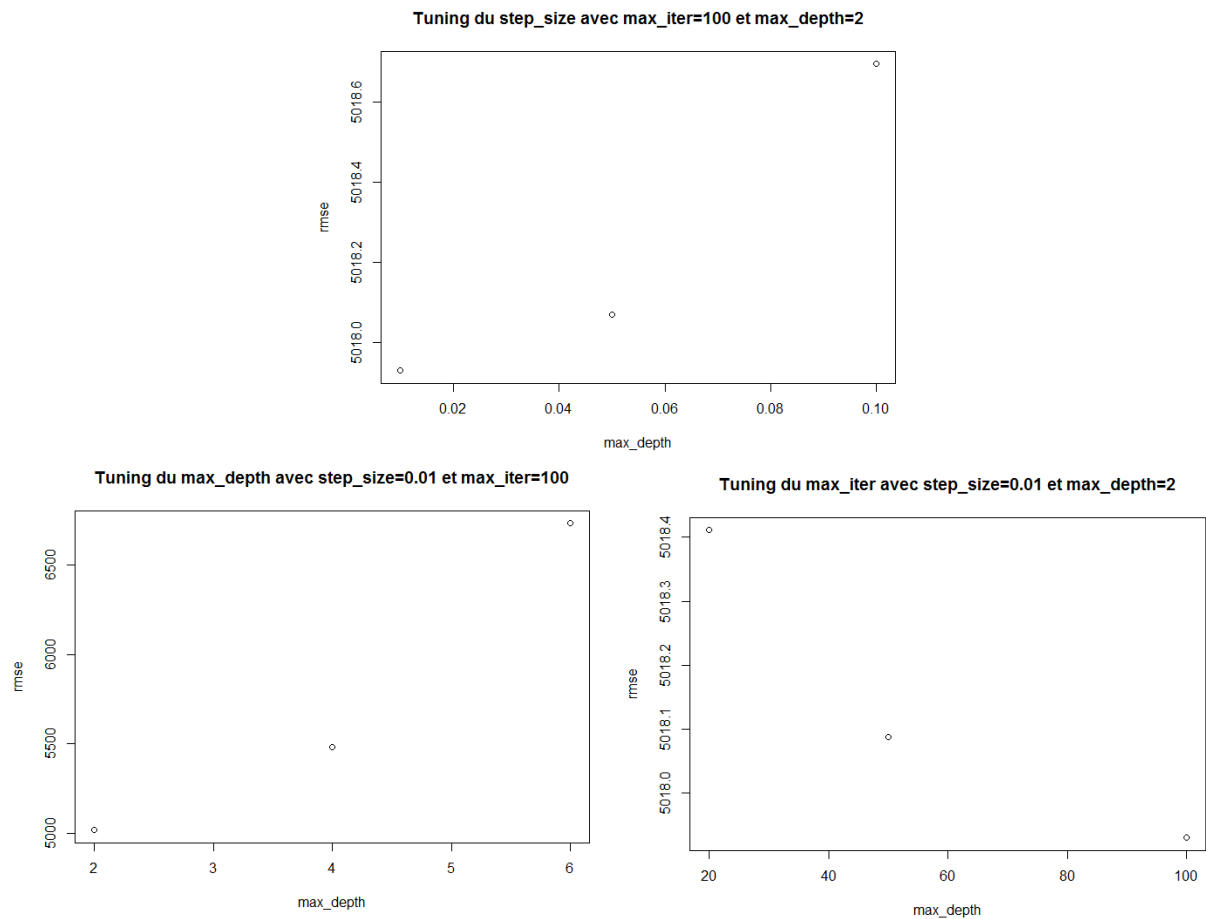 Tuning du step_size avec max_iter=100 et max_depth=2
rmse
5018.6
5018.4
5018.2
5018.0
0.02 0.04 0.06 0.08 0.10
max_depth
Tuning du max_depth avec step_size=0.01 et max_iter=100
rmse
6500
6000
5500
5000
2 3 4 5 6
max_depth
Tuning du max_iter avec step_size=0.01 et max_depth=2
rmse
5018.4
5018.3
5018.2
5018.1
5018.0
20 40 60 80 100
max_depth